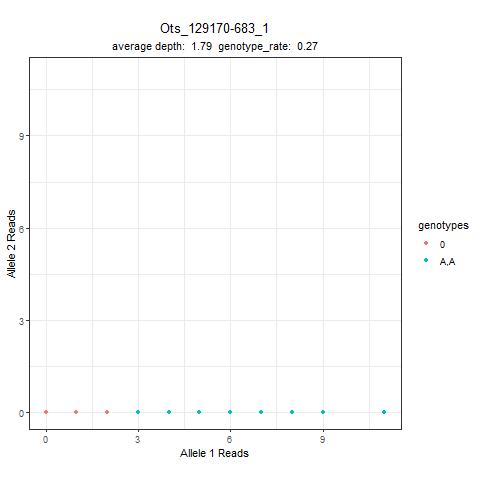 Ots_129170-683_1
average depth: 1.79 genotype_rate: 0.27
Allele 2 Reads
9
6
3
0
0
3
6
9
Allele 1 Reads
genotypes
0
A,A